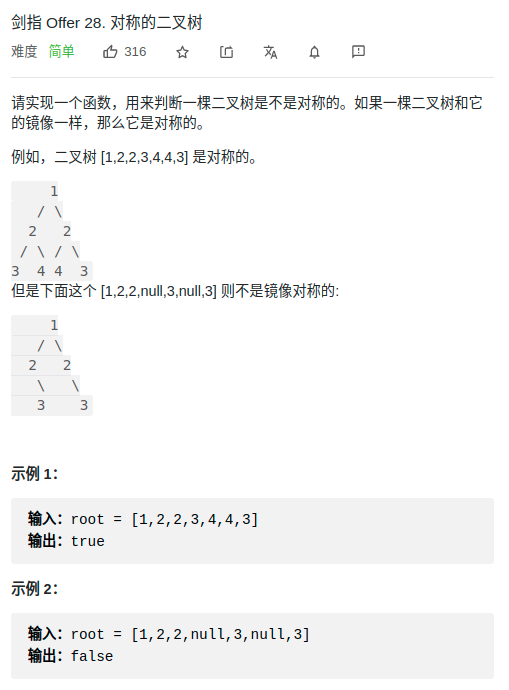 剑指 Offer 28. 对称的二叉树
难度 简单 316
请实现一个函数，用来判断一棵二叉树是不是对称的。如果一棵二叉树和它
的镜像一样，那么它是对称的。
例如，二叉树 [1,2,2,3,4,4,3] 是对称的。
1
/ \
2 2
/ \ / \
3 4 4 3
但是下面这个 [1,2,2,null,3,null,3] 则不是镜像对称的:
1
/ \
2 2
\ \
3 3
示例 1：
输入：root = [1,2,2,3,4,4,3]
输出：true
示例 2：
输入：root = [1,2,2,null,3,null,3]
输出：false